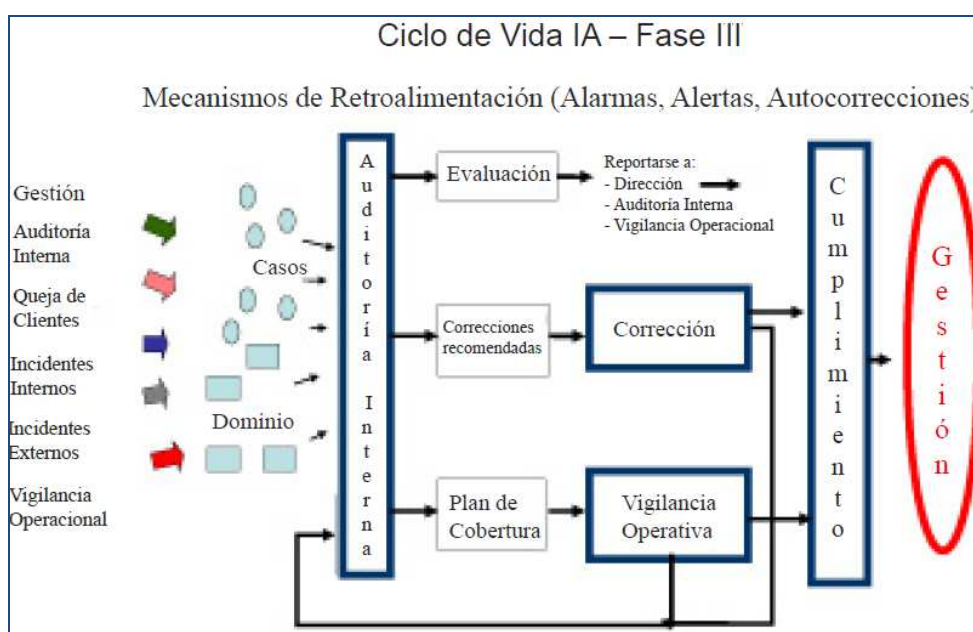 Ciclo de Vida IA – Fase III
Mecanismos de Retroalimentación (Alarmas, Alertas, Autocorrecciones)
Gestión
Auditoría
Interna
Queja de
Clientes
Incidentes
Internos
Incidentes
Externos
Vigilancia
Operacional
Casos
Dominio
Auditoría Interna
Evaluación
Reportarse a:
- Dirección
- Auditoría Interna
- Vigilancia Operacional
Correcciones
recomendadas
Corrección
Plan de
Cobertura
Vigilancia
Operativa
Cumplimiento
Gestión